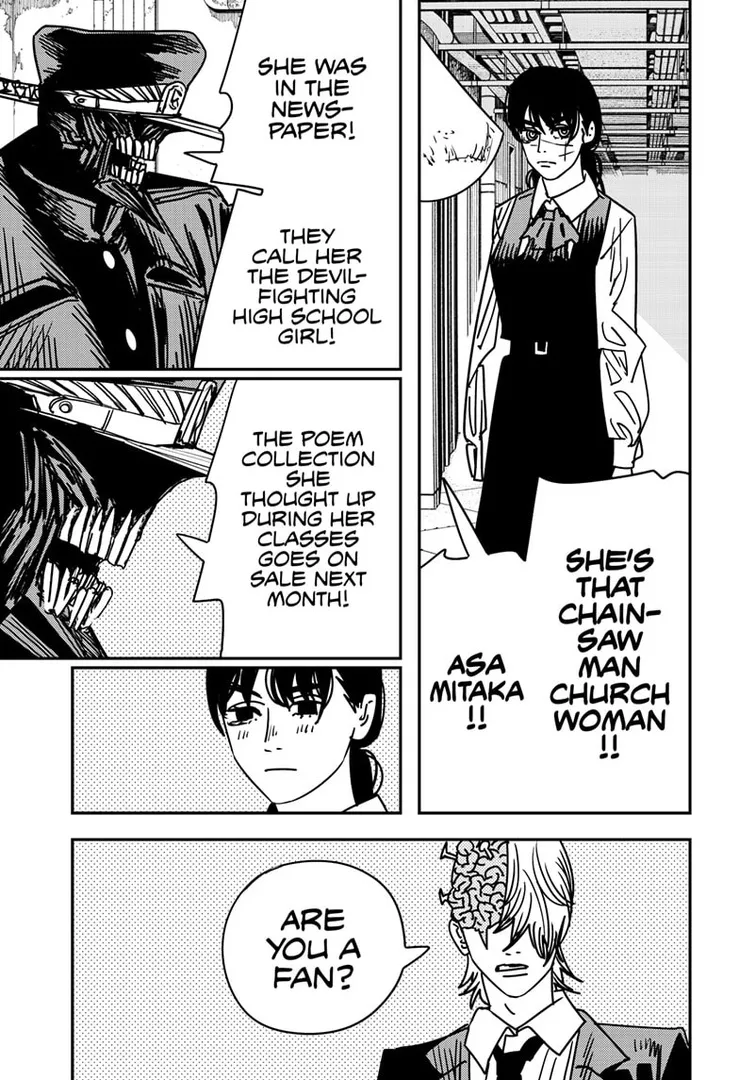 SHE'S
THAT
CHAIN-
SAW
MAN
CHURCH
WOMAN
!!
ASA
MITAKA
!!
SHE WAS
IN THE
NEWS-
PAPER!
THEY
CALL HER
THE DEVIL-
FIGHTING
HIGH SCHOOL
GIRL!
THE POEM
COLLECTION
SHE
THOUGHT UP
DURING HER
CLASSES
GOES ON
SALE NEXT
MONTH!
ARE
YOU A
FAN?